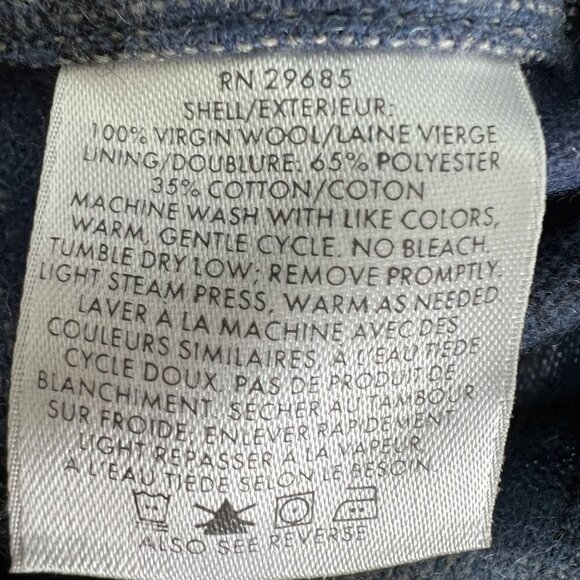 RN 29685
SHELL/EXTERIEUR:
100% VIRGIN WOOL/LAINE VIERGE
LINING/DOUBLURE: 65% POLYESTER
35% COTTON/COTON
MACHINE WASH WITH LIKE COLORS,
WARM, GENTLE CYCLE. NO BLEACH.
TUMBLE DRY LOW; REMOVE PROMPTLY.
LIGHT STEAM PRESS, WARM AS NEEDED.
LAVER A LA MACHINE AVEC DES
COULEURS SIMILAIRES, A L'EAU TIEDE
CYCLE DOUX. PAS DE PRODUIT DE
BLANCHIMENT. SECHER AU TAMBOUR
SUR FROIDE; ENLEVER RAPIDEMENT
LIGHT REPASSER A LA VAPEUR
A L'EAU TIEDE SELON LE BESOIN.
ALSO SEE REVERSE